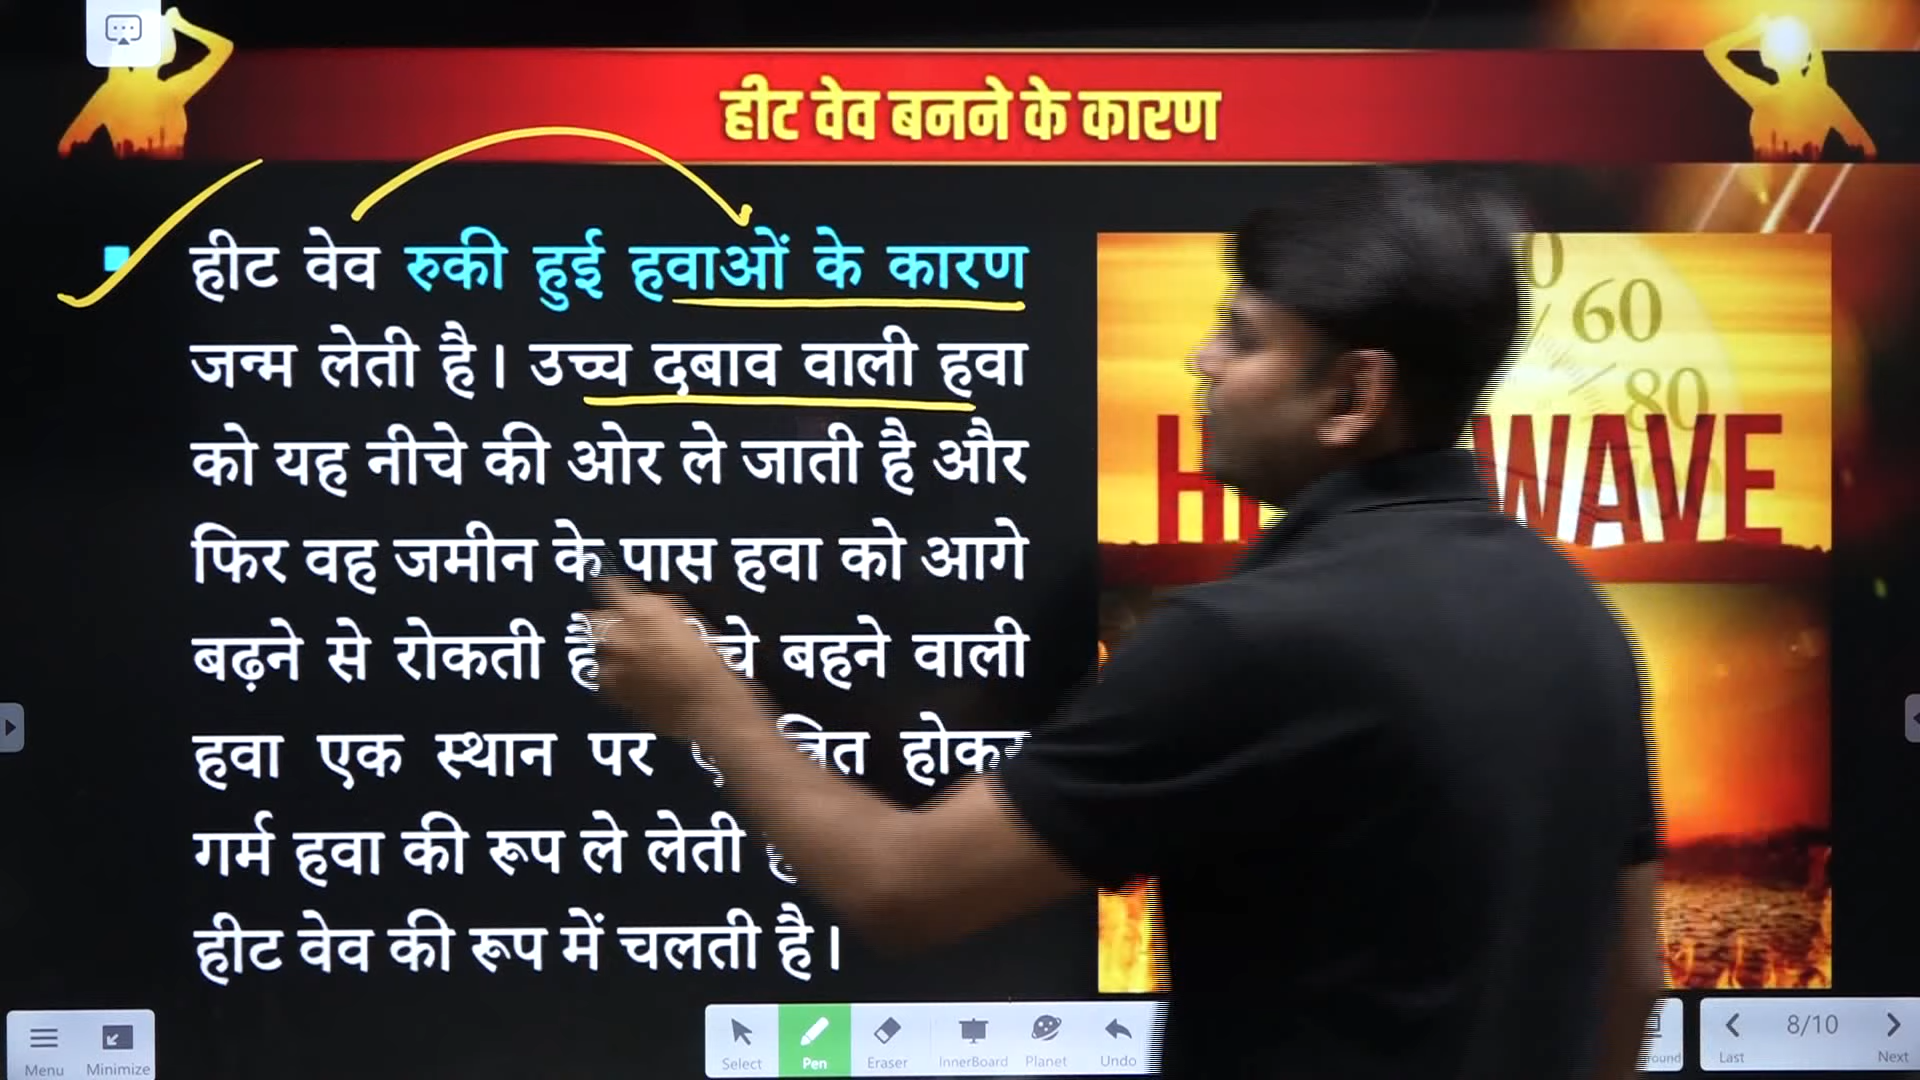 हीट वेव बनने के कारण
हीट वेव रुकी हुई हवाओं के कारण
जन्म लेती है। उच्च दबाव वाली हवा
को यह नीचे की ओर ले जाती है और
फिर वह जमीन के पास हवा को आगे
बढ़ने से रोकती बहने वाली
हवा एक स्थान पर होकर
गर्म हवा की रूप ले लेती
हीट वेव की रूप में चलती है।
60
80
WAVE
Menu Minimize Select Pen Eraser InnerBoard Planet Undo Last 8/10 Next